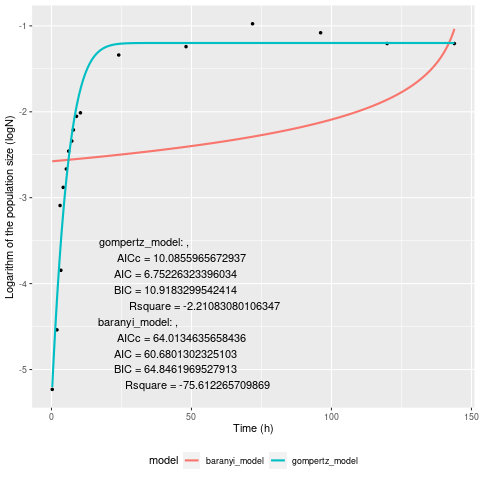 -1
-2
-3
-4
-5
Logarithm of the population size (logN)
gompertz_model: ,
AICc = 10.0855965672937
AIC = 6.75226323396034
BIC = 10.9183299542414
Rsquare = -2.21083080106347
baranyi_model: ,
AICc = 64.0134635658436
AIC = 60.6801302325103
BIC = 64.8461969527913
Rsquare = -75.612265709869
0
50
100
150
Time (h)
model
baranyi_model
gompertz_model